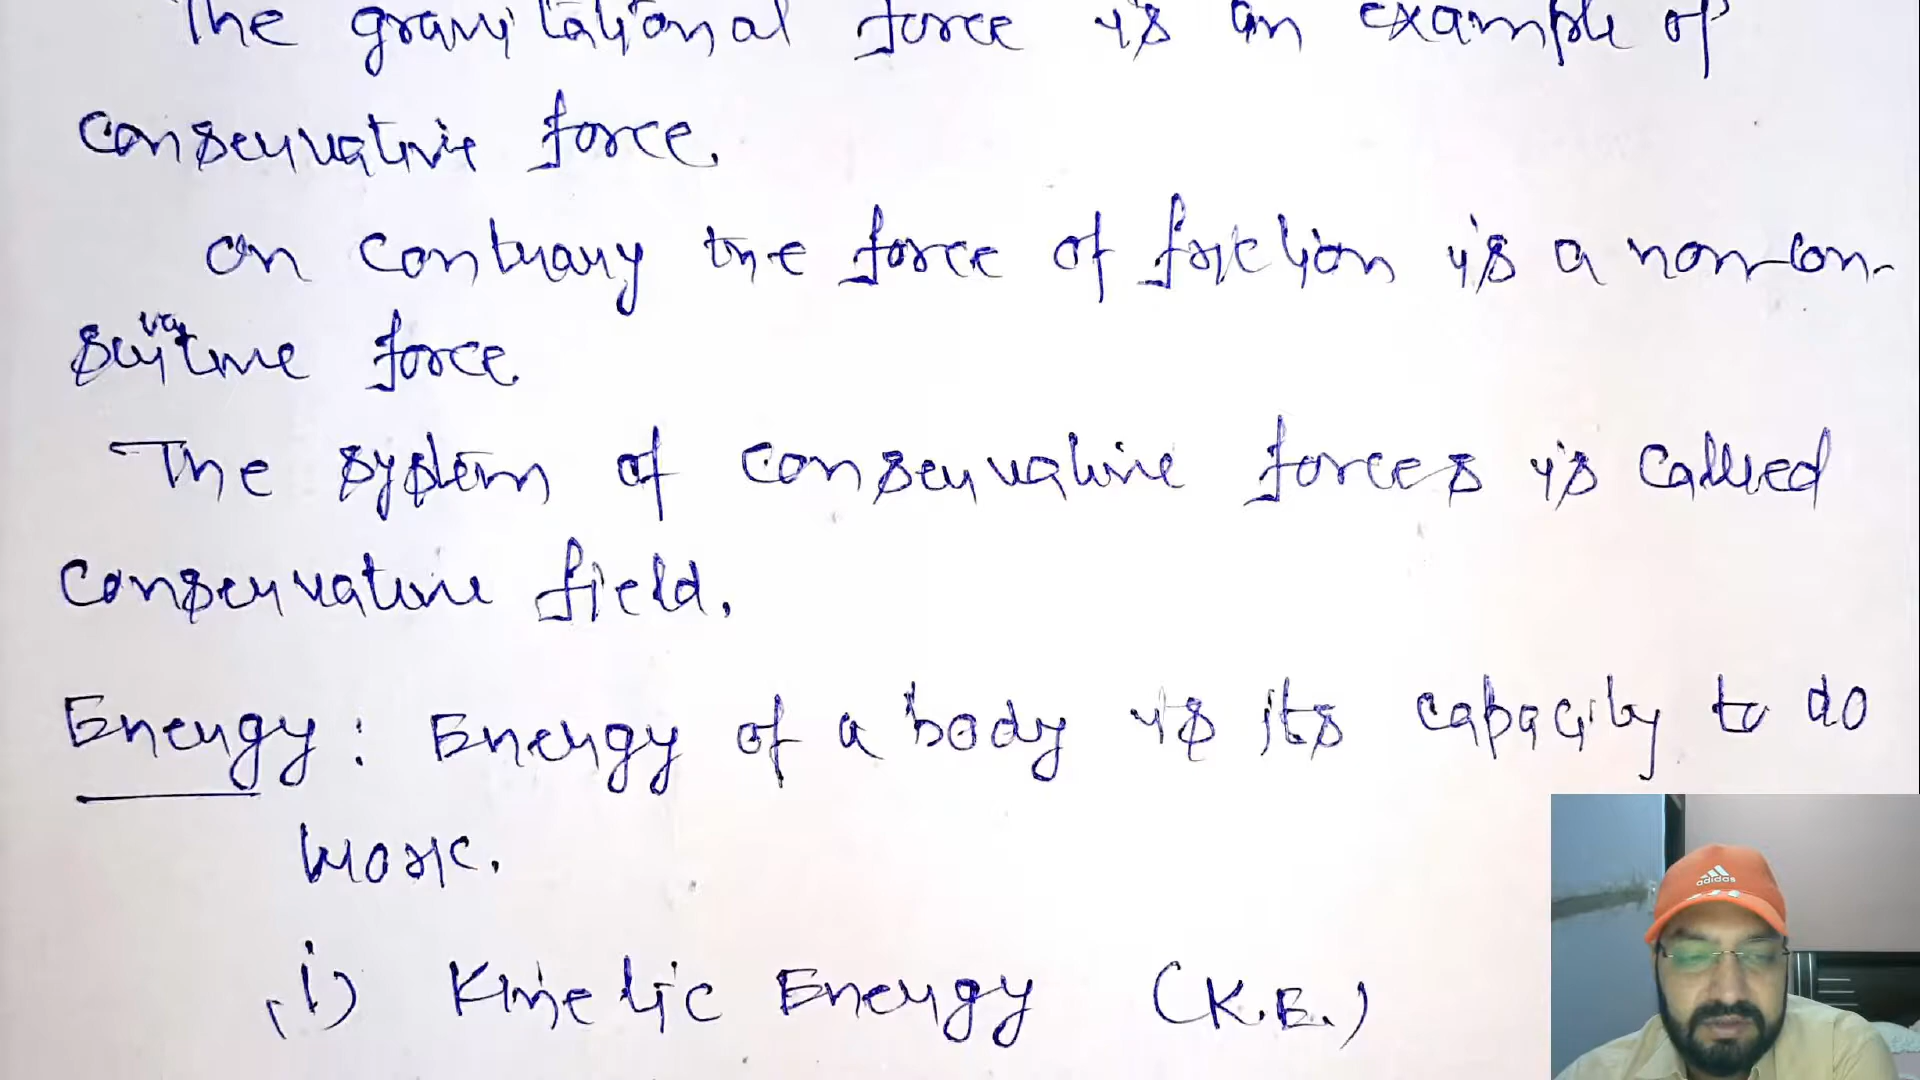 The gravitational force is an example of
conservative force.
on contrary the force of friction is a non-con-
servative force.
The system of conservative forces is called
conservative field.
Energy : Energy of a body is its capacity to do
work.
(i) Kinetic Energy (K.E.)
adidas